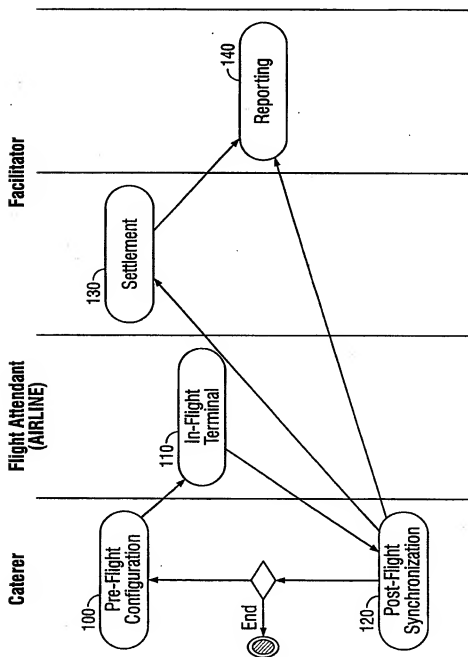 Caterer
Flight Attendant
(AIRLINE)
Facilitator
100
Pre-Flight
Configuration
110
In-Flight
Terminal
130
Settlement
140
Reporting
End
120
Post-Flight
Synchronization